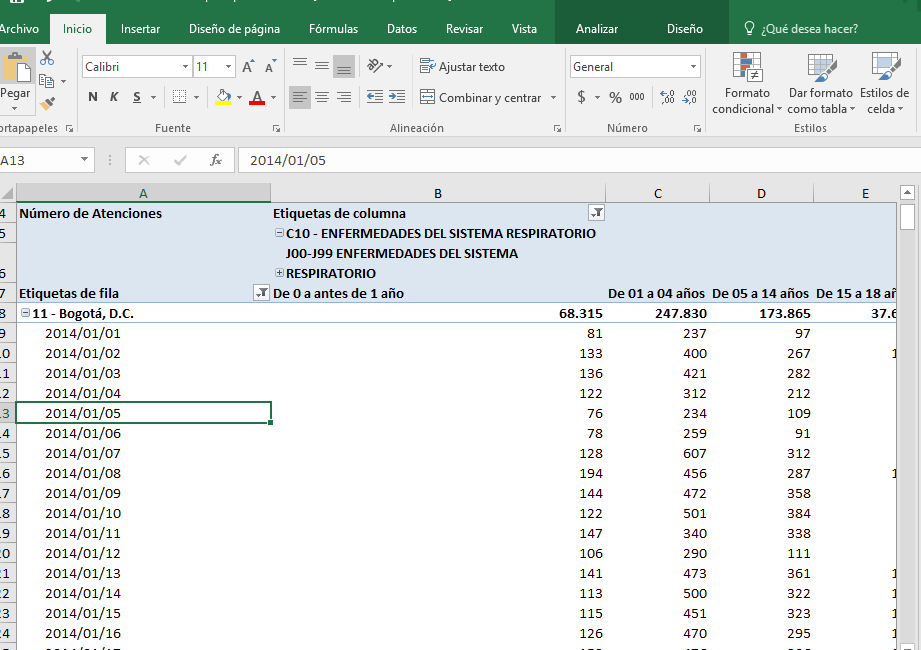 Archivo Inicio Insertar Diseño de página Fórmulas Datos Revisar Vista Analizar Diseño ¿Qué desea hacer?
Calibri 11 Ajustar texto General
Pegar N K S A Combinar y centrar $ % 000 Formato condicional Dar formato como tabla Estilos de celda
ortapapeles Fuente Alineación Número Estilos
A13 fx 2014/01/05
A B C D E
4 Número de Atenciones Etiquetas de columna
5 C10 - ENFERMEDADES DEL SISTEMA RESPIRATORIO
J00-J99 ENFERMEDADES DEL SISTEMA
6 RESPIRATORIO
7 Etiquetas de fila De 0 a antes de 1 año De 01 a 04 años De 05 a 14 años De 15 a 18 añ
8 11 - Bogotá, D.C. 68.315 247.830 173.865 37.6
9 2014/01/01 81 237 97
10 2014/01/02 133 400 267 1
11 2014/01/03 136 421 282
12 2014/01/04 122 312 212
13 2014/01/05 76 234 109
14 2014/01/06 78 259 91
15 2014/01/07 128 607 312
16 2014/01/08 194 456 287 1
17 2014/01/09 144 472 358
18 2014/01/10 122 501 384
19 2014/01/11 147 340 338
20 2014/01/12 106 290 111
21 2014/01/13 141 473 361 1
22 2014/01/14 113 500 322 1
23 2014/01/15 115 451 323 1
24 2014/01/16 126 470 295 1